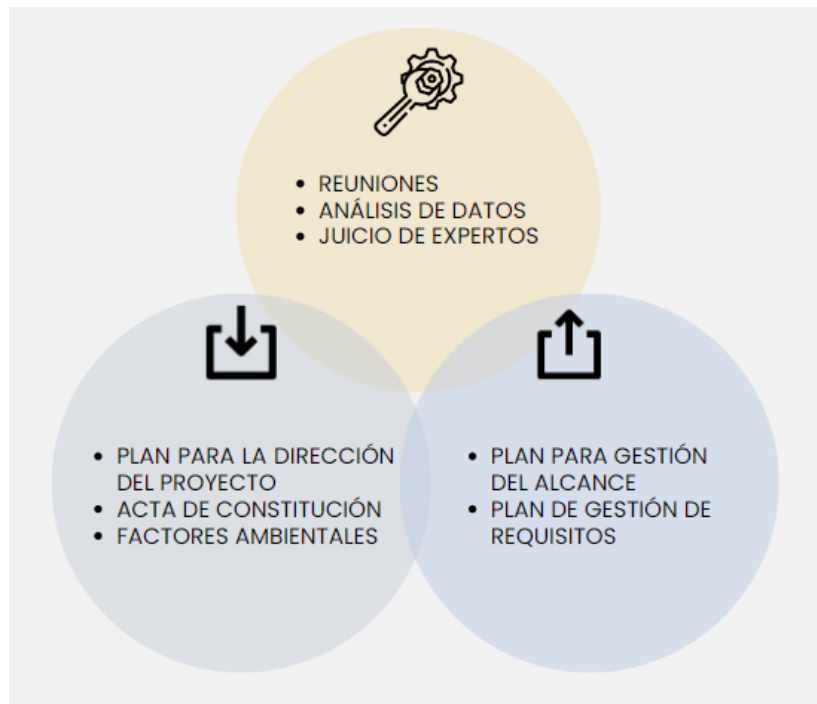 • REUNIONES
• ANÁLISIS DE DATOS
• JUICIO DE EXPERTOS
• PLAN PARA LA DIRECCIÓN
DEL PROYECTO
• ACTA DE CONSTITUCIÓN
• FACTORES AMBIENTALES
• PLAN PARA GESTIÓN
DEL ALCANCE
• PLAN DE GESTIÓN DE
REQUISITOS